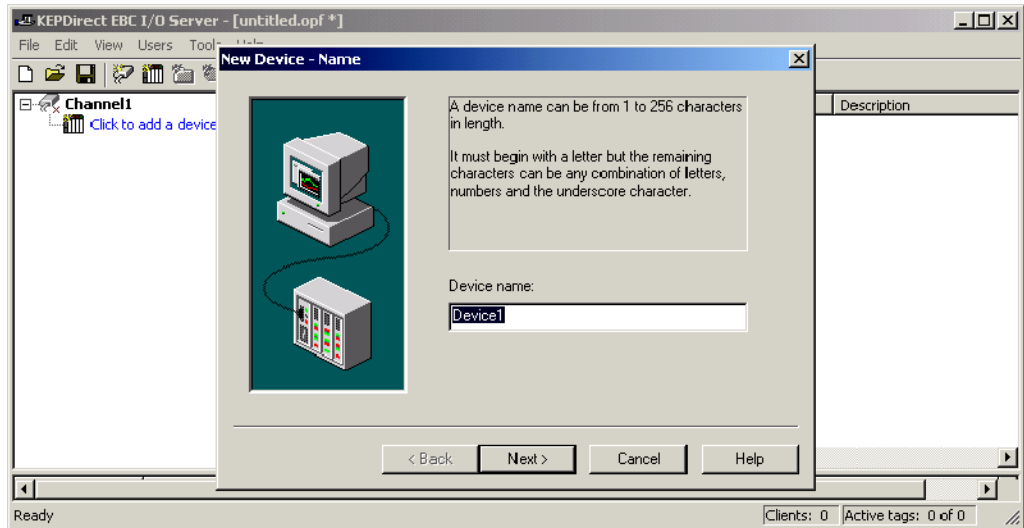 KEPDirect EBC I/O Server - [untitled.opf *]
File Edit View Users Tools Help
New Device - Name
Channel1
Click to add a device
Description
A device name can be from 1 to 256 characters
in length.
It must begin with a letter but the remaining
characters can be any combination of letters,
numbers and the underscore character.
Device name:
Device1
< Back Next > Cancel Help
Ready
Clients: 0 Active tags: 0 of 0